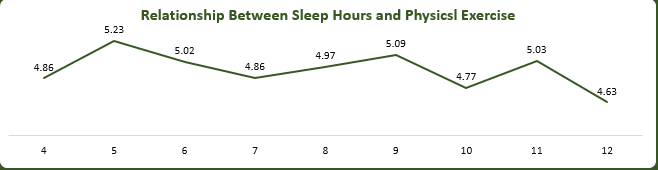 Relationship Between Sleep Hours and Physicsl Exercise
4.86 5.23 5.02 4.86 4.97 5.09 4.77 5.03 4.63
4 5 6 7 8 9 10 11 12